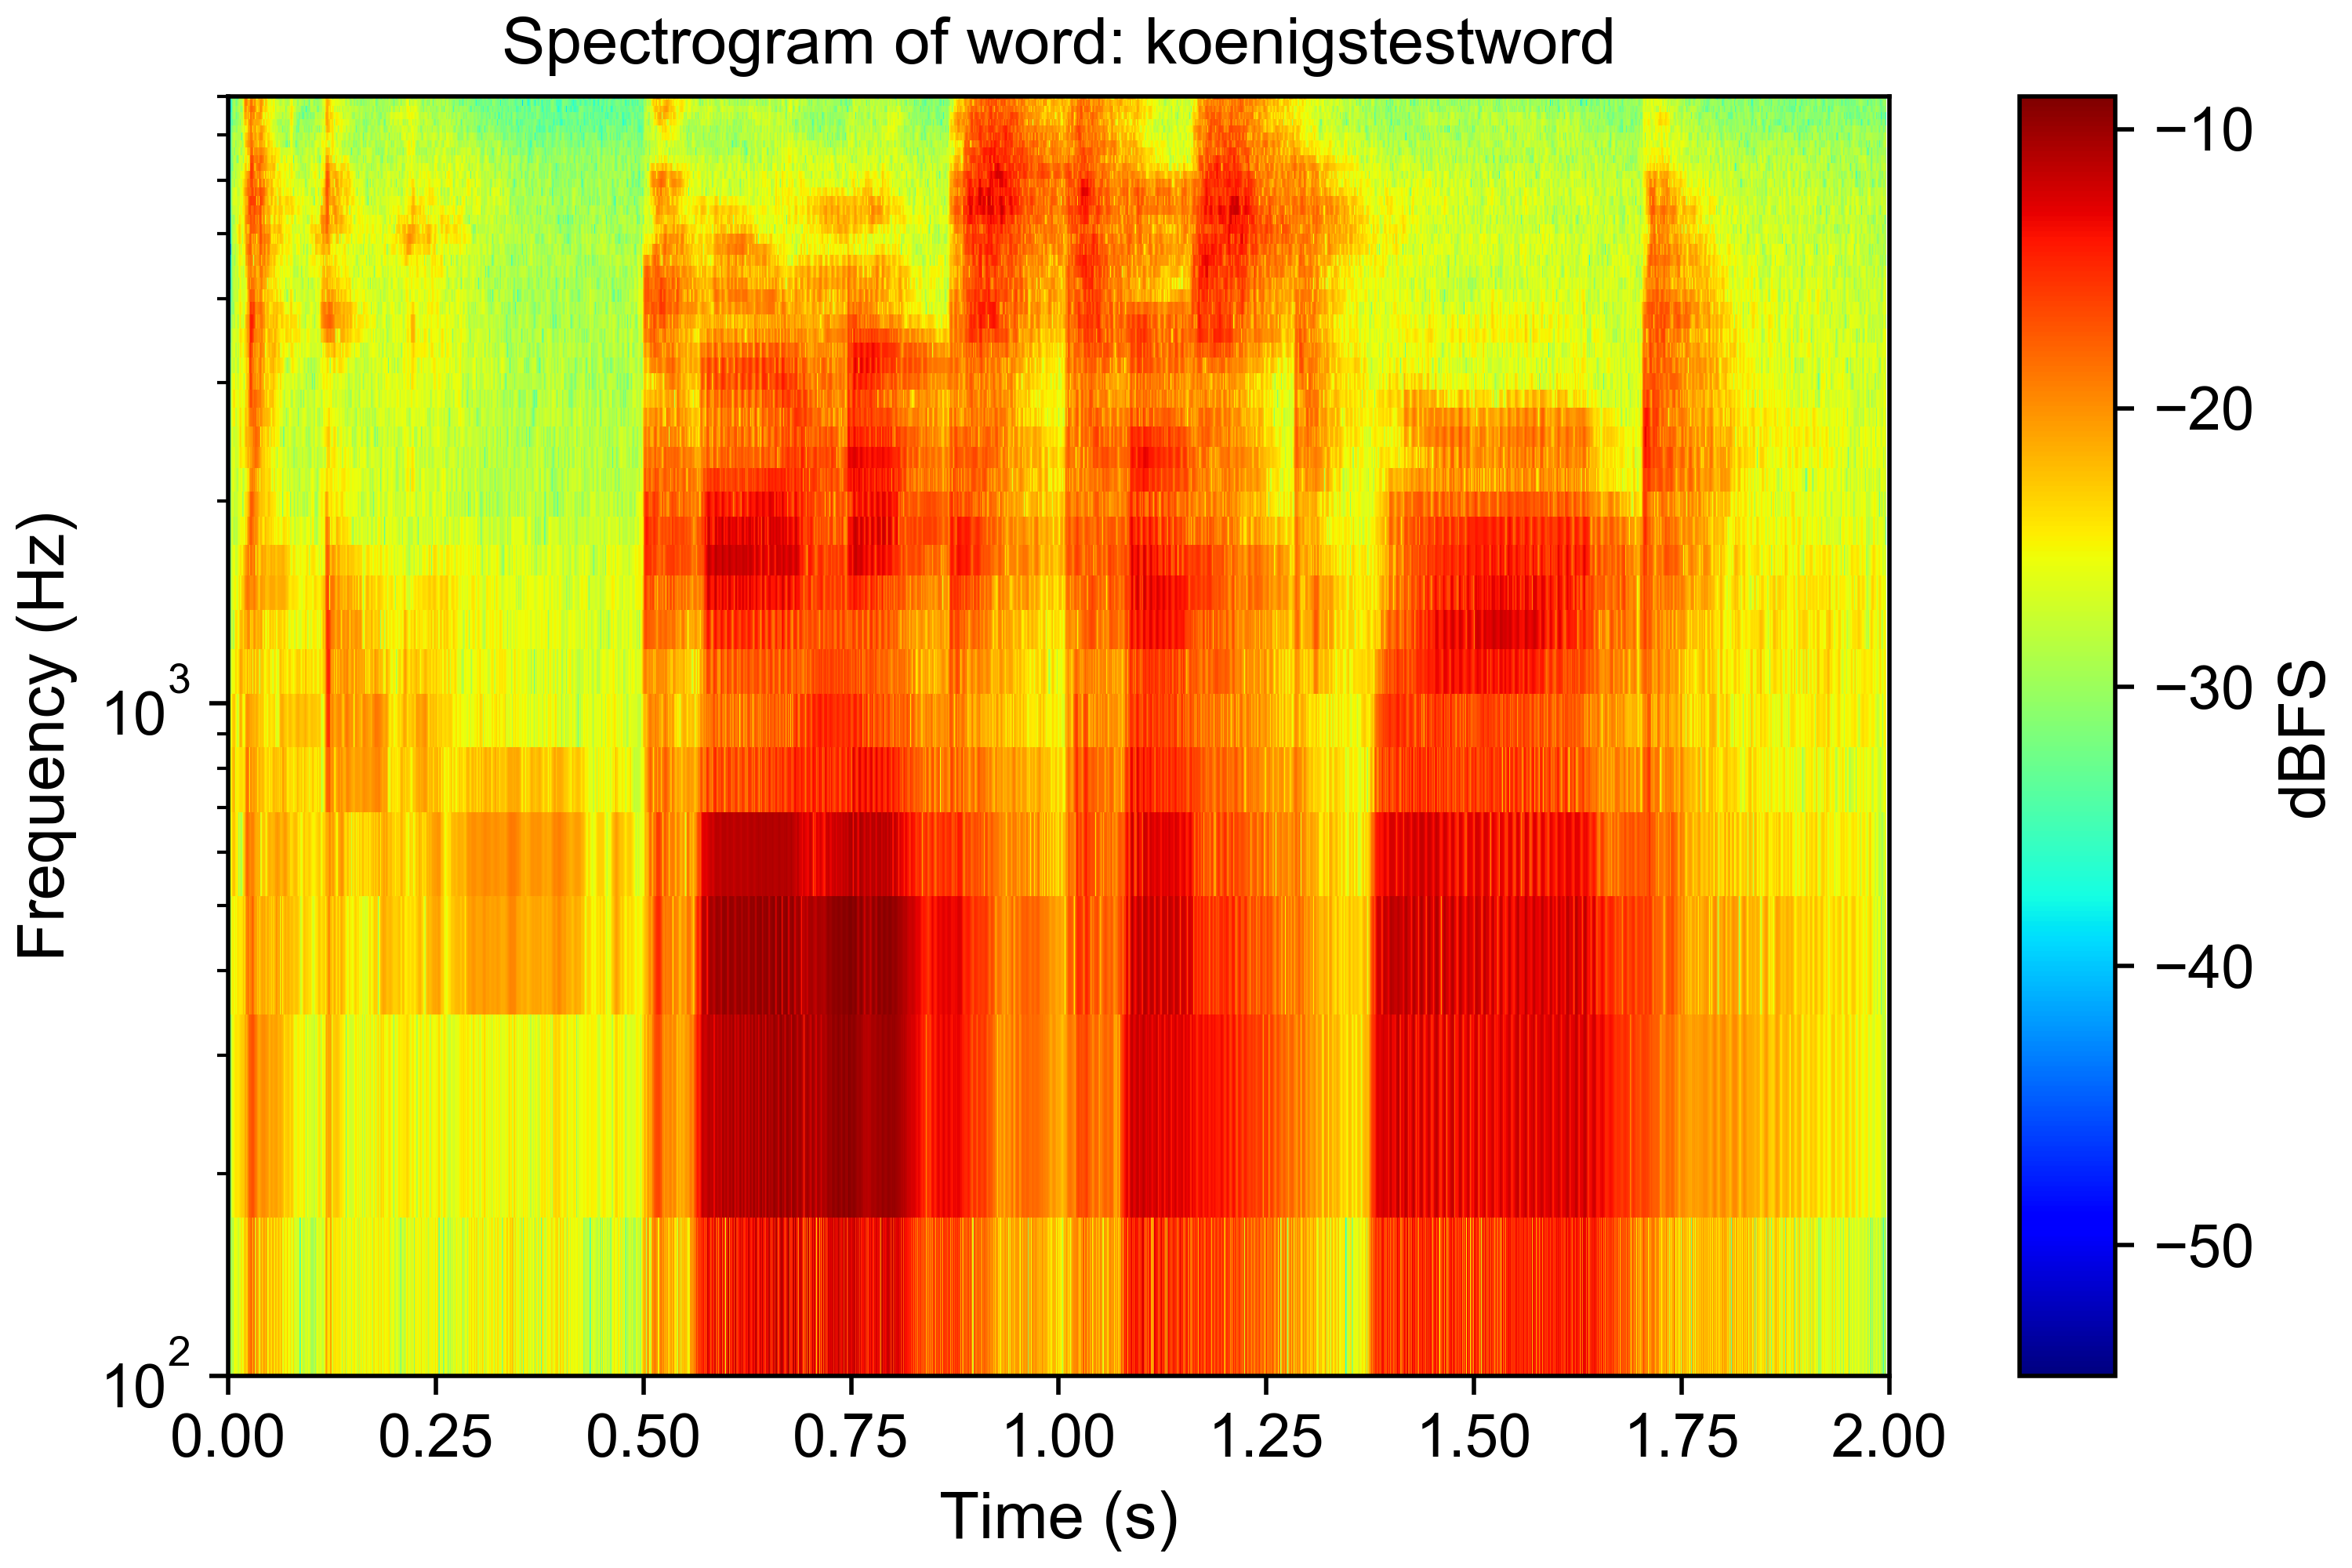 Spectrogram of word: koenigstestword
Frequency (Hz)
10³
10²
0.00 0.25 0.50 0.75 1.00 1.25 1.50 1.75 2.00
Time (s)
−10
−20
−30
−40
−50
dBFS